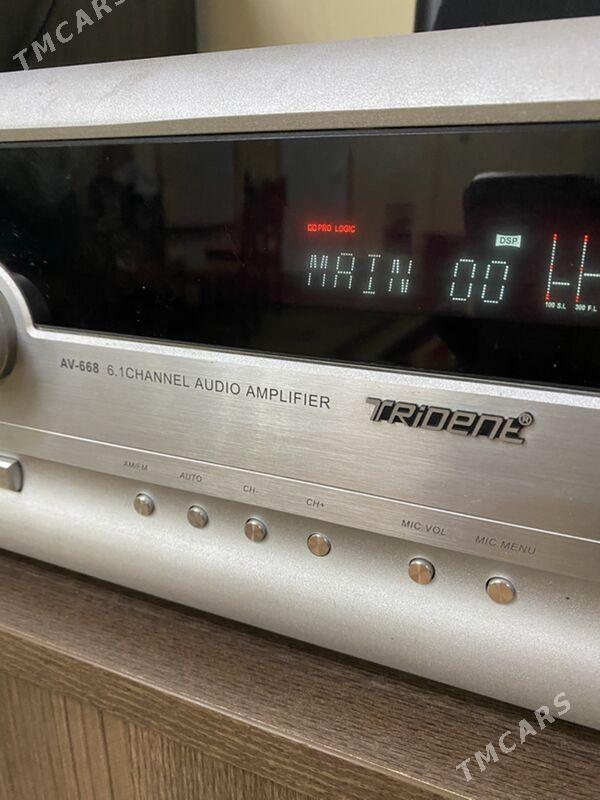 TMCARS
PRO LOGIC
DSP
MAIN 00
100 S.L 300 F.L
AV-668 6.1CHANNEL AUDIO AMPLIFIER
TRiDENT®
AM/FM AUTO CH- CH+ MIC.VOL MIC.MENU
TMCARS